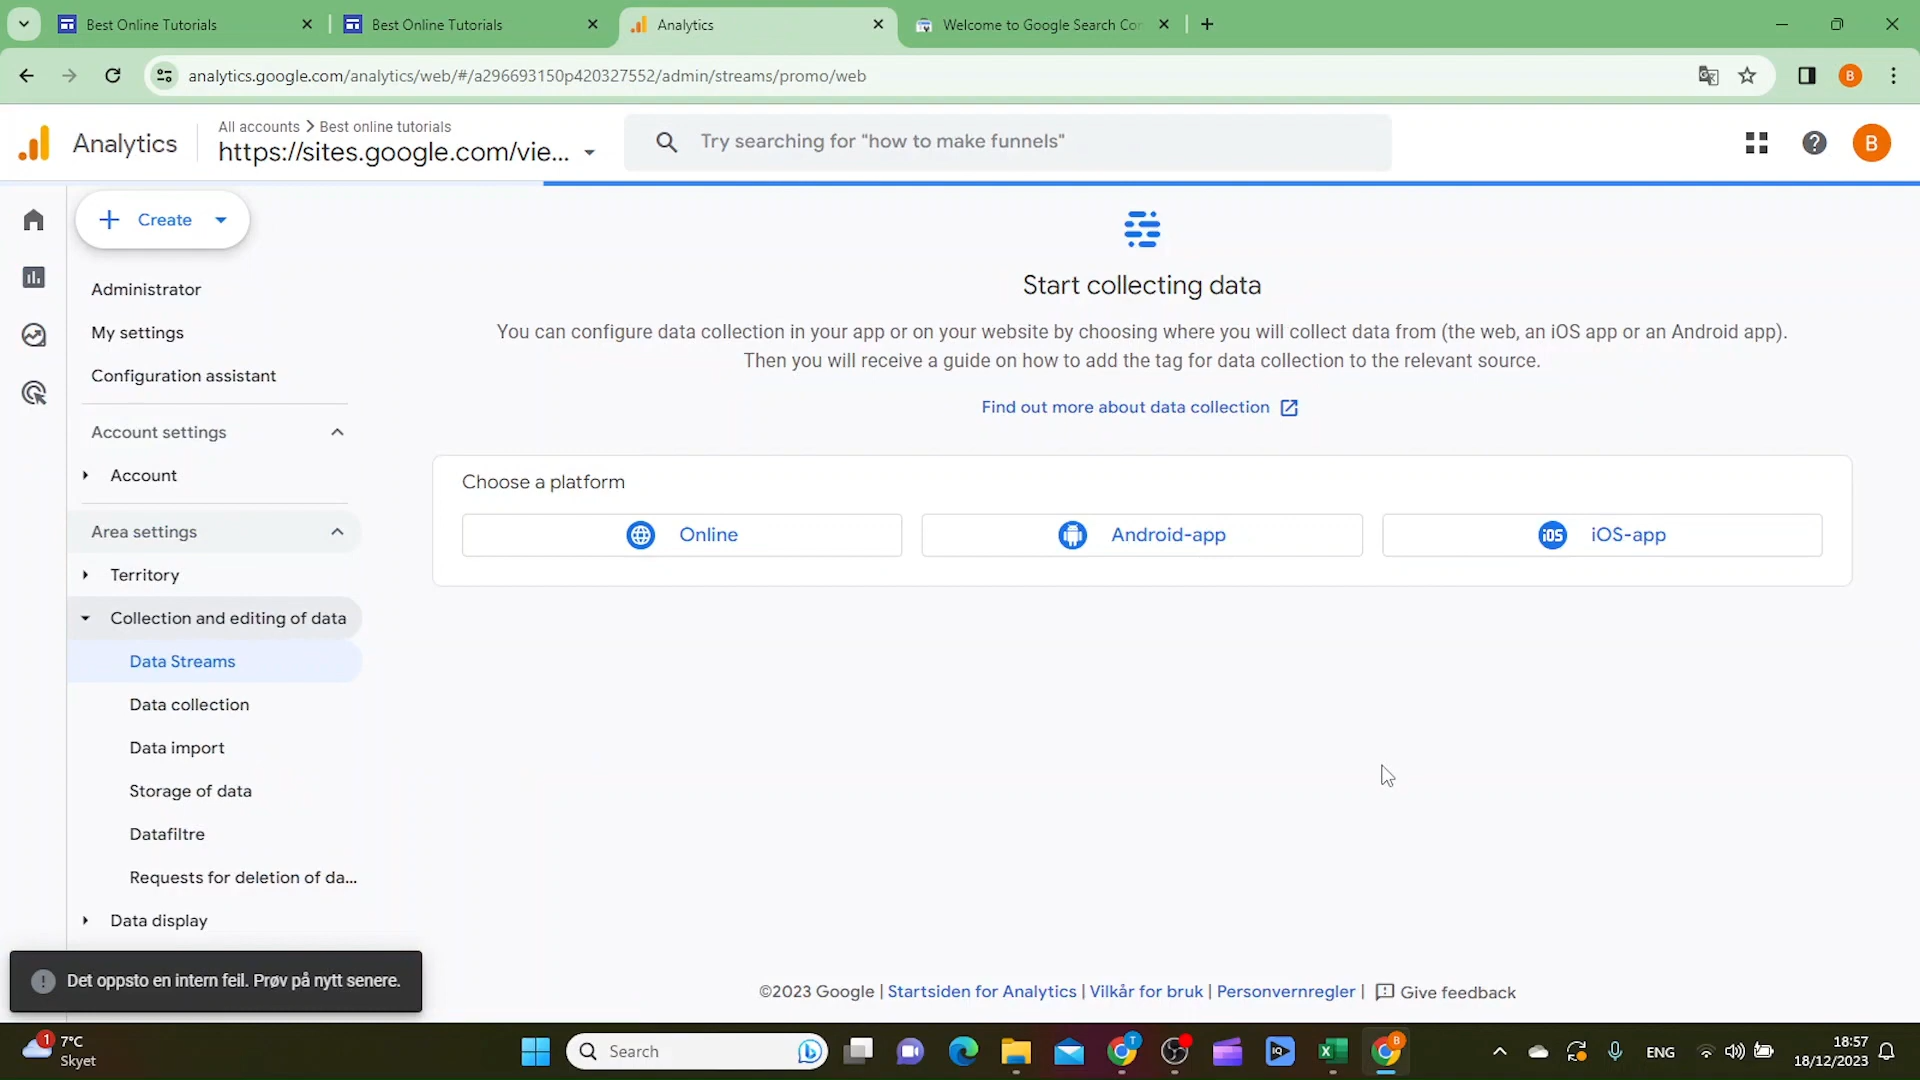 Best Online Tutorials
Best Online Tutorials
Analytics
Welcome to Google Search Con
analytics.google.com/analytics/web/#/a296693150p420327552/admin/streams/promo/web
B
Analytics
All accounts > Best online tutorials
https://sites.google.com/vie...
Try searching for "how to make funnels"
B
Create
Administrator
My settings
Configuration assistant
Account settings
Account
Area settings
Territory
Collection and editing of data
Data Streams
Data collection
Data import
Storage of data
Datafiltre
Requests for deletion of da...
Data display
Start collecting data
You can configure data collection in your app or on your website by choosing where you will collect data from (the web, an iOS app or an Android app).
Then you will receive a guide on how to add the tag for data collection to the relevant source.
Find out more about data collection
Choose a platform
Online
Android-app
iOS iOS-app
Det oppsto en intern feil. Prøv på nytt senere.
©2023 Google | Startsiden for Analytics | Vilkår for bruk | Personvernregler | Give feedback
1
7°C
Skyet
Search
T
IQ
B
ENG
18:57
18/12/2023